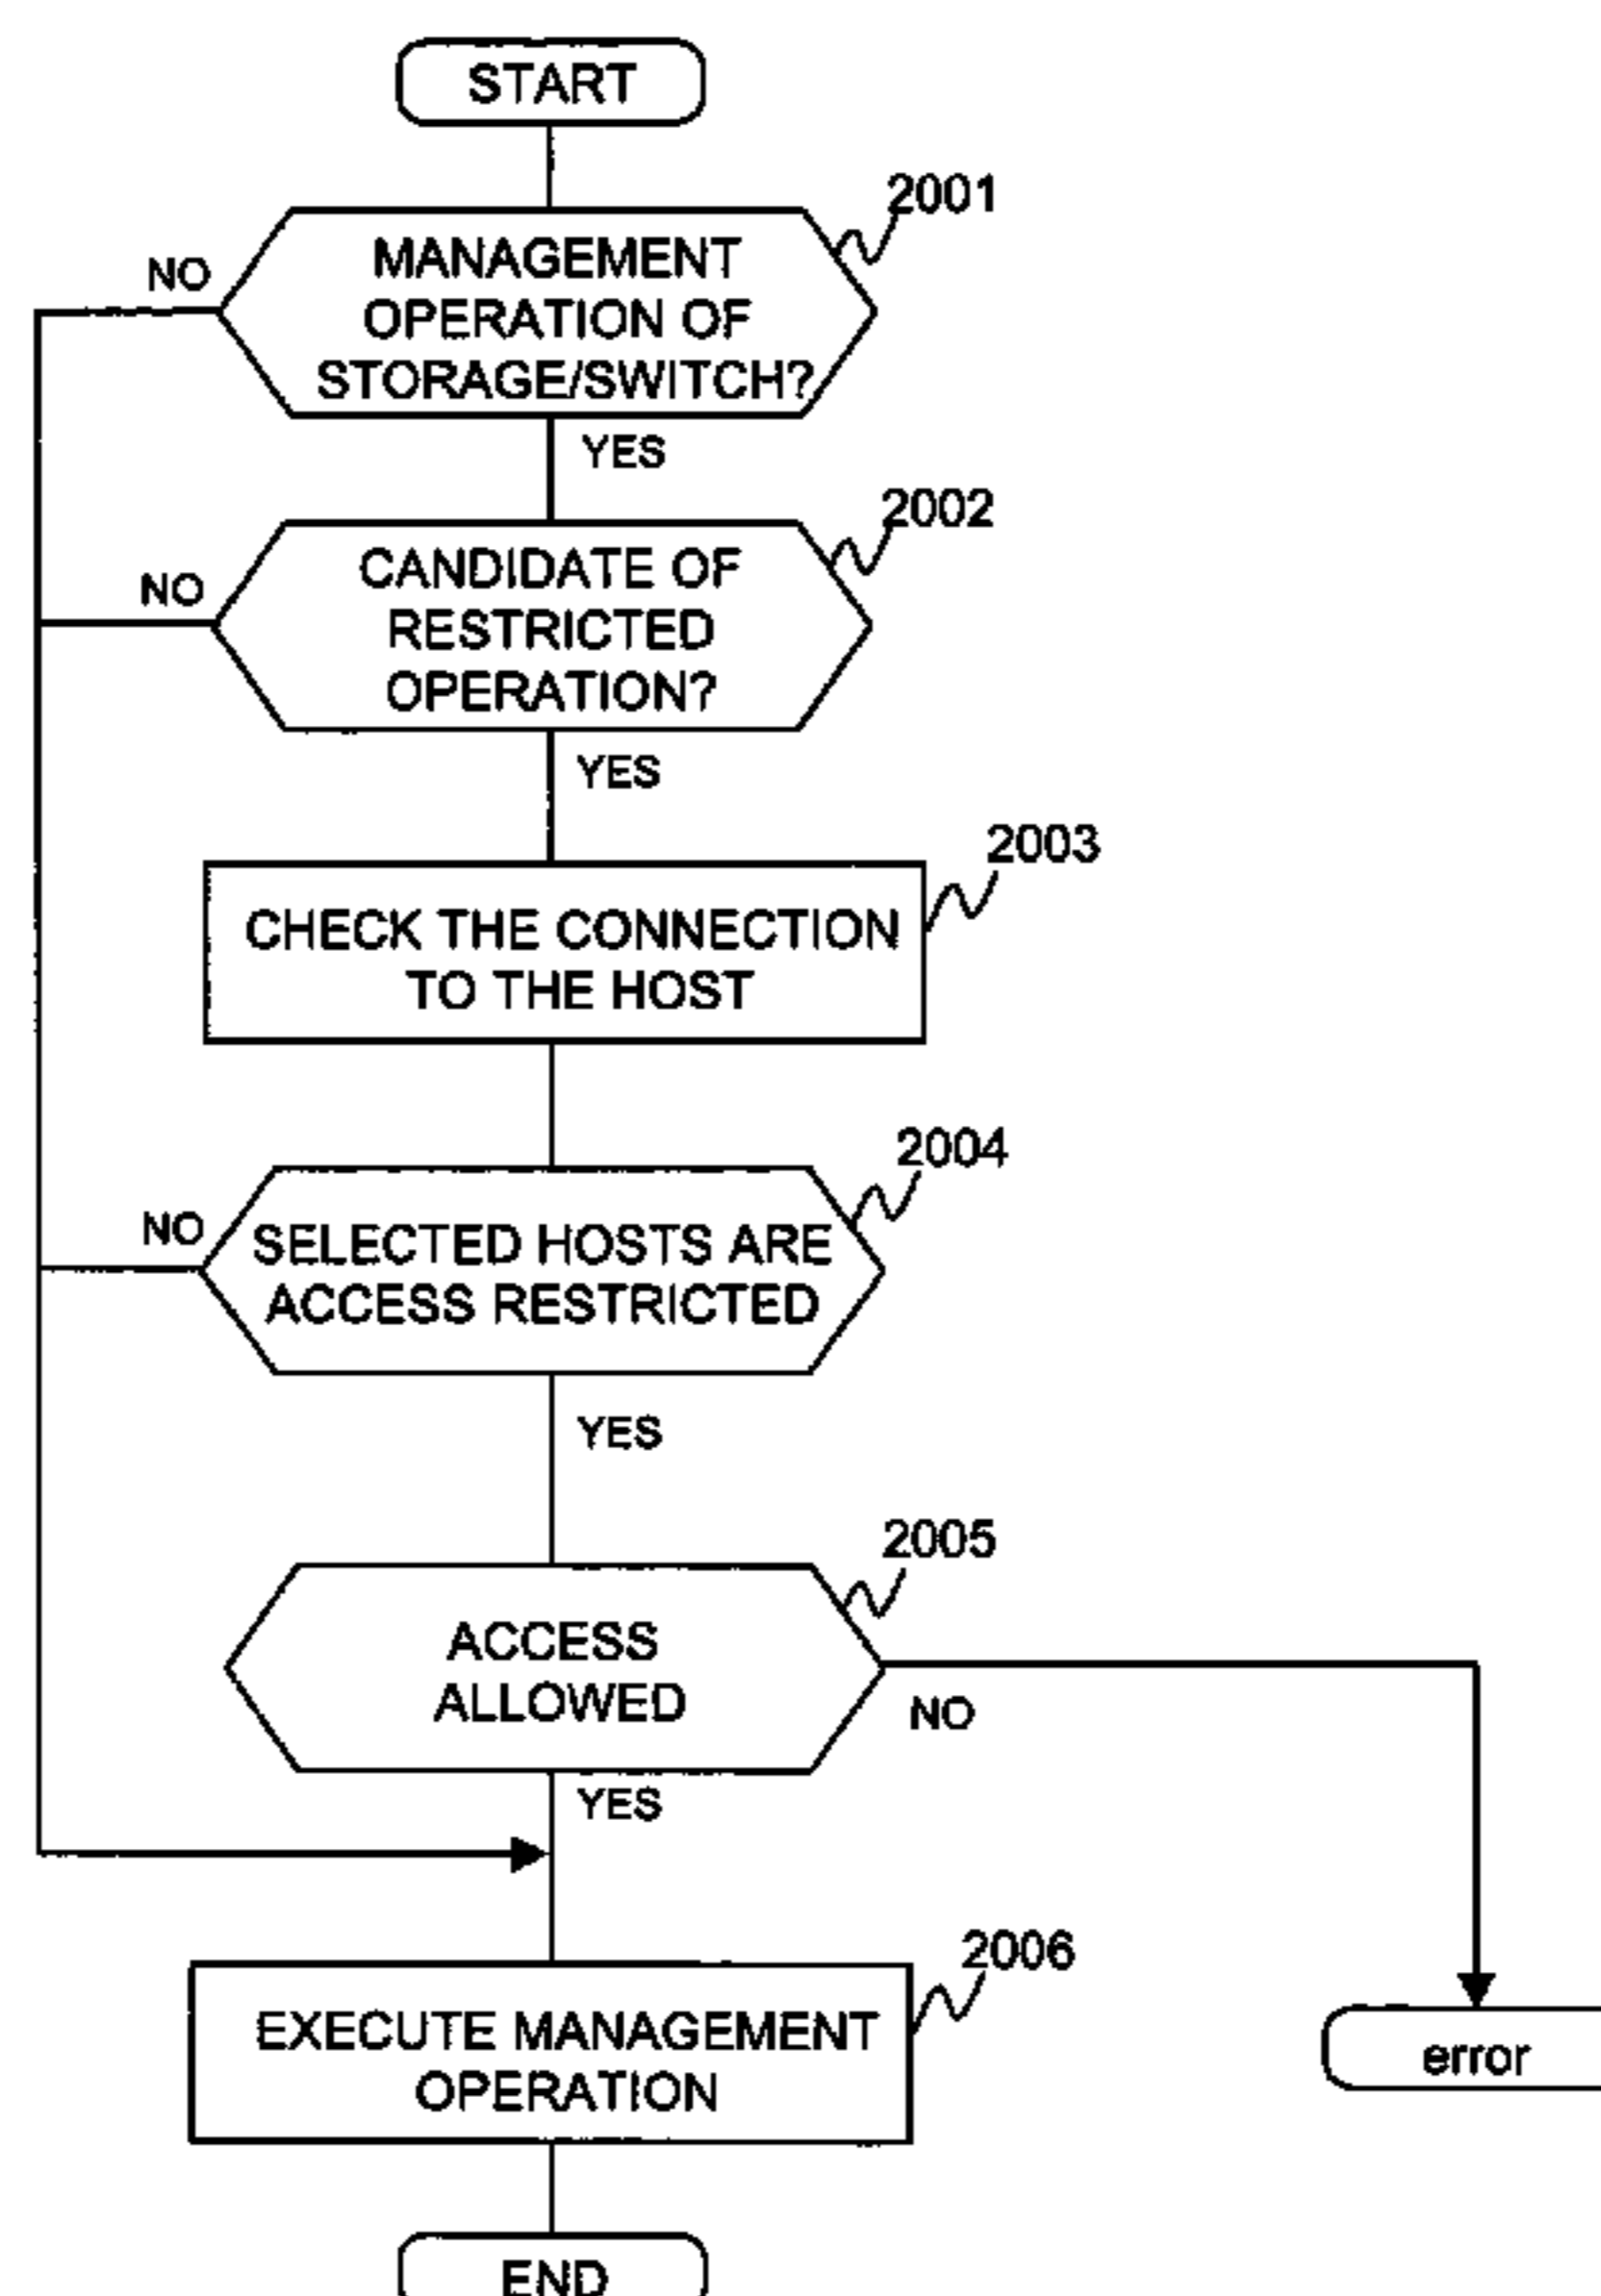 START
2001
NO
MANAGEMENT
OPERATION OF
STORAGE/SWITCH?
YES
2002
NO
CANDIDATE OF
RESTRICTED
OPERATION?
YES
2003
CHECK THE CONNECTION
TO THE HOST
2004
NO
SELECTED HOSTS ARE
ACCESS RESTRICTED
YES
2005
ACCESS
ALLOWED
NO
YES
2006
EXECUTE MANAGEMENT
OPERATION
error
END